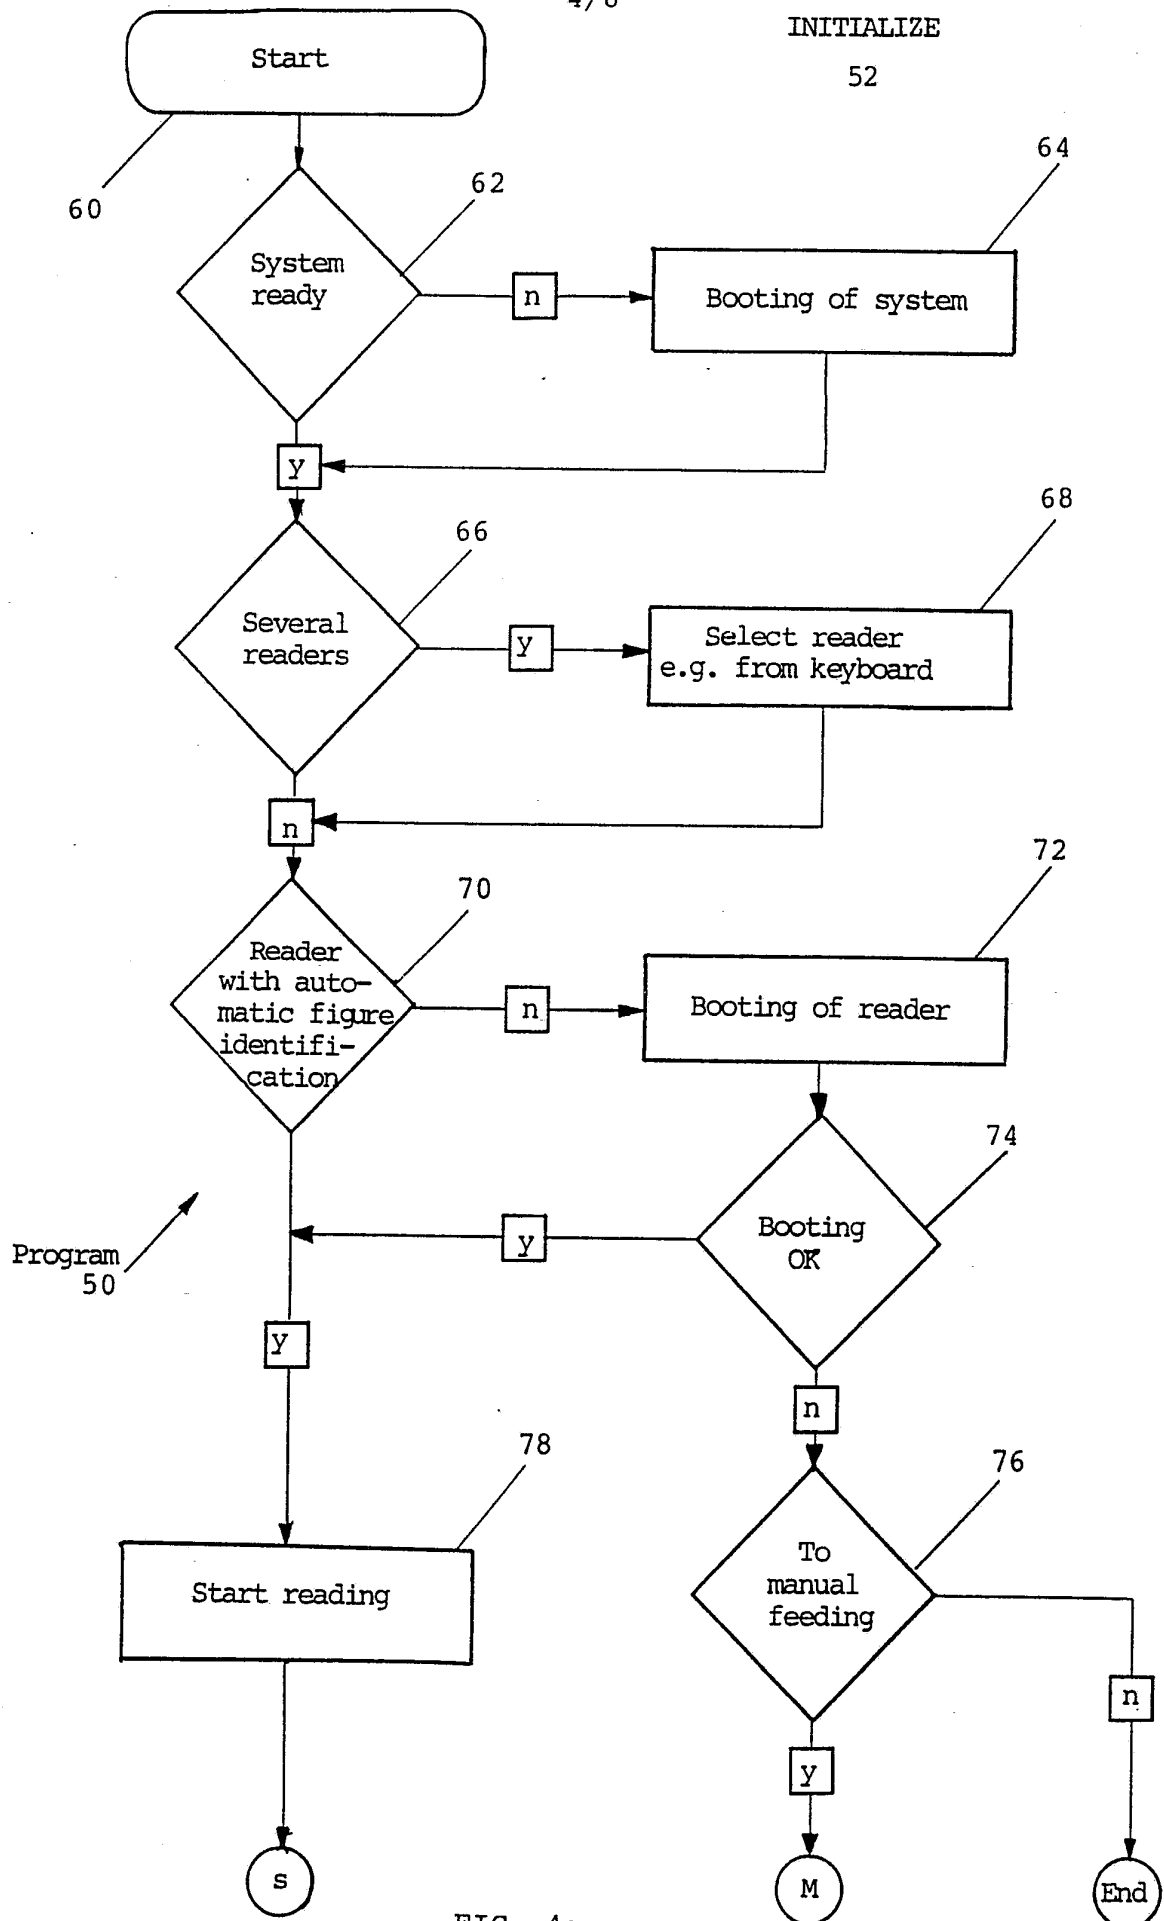 INITIALIZE
52
Start
60
62
64
System
ready
n
Booting of system
y
66
68
Several
readers
y
Select reader
e.g. from keyboard
n
70
72
Reader
with auto-
matic figure
identifi-
cation
n
Booting of reader
74
Booting
OK
y
Program
50
y
n
78
76
Start reading
To
manual
feeding
n
y
s
M
End